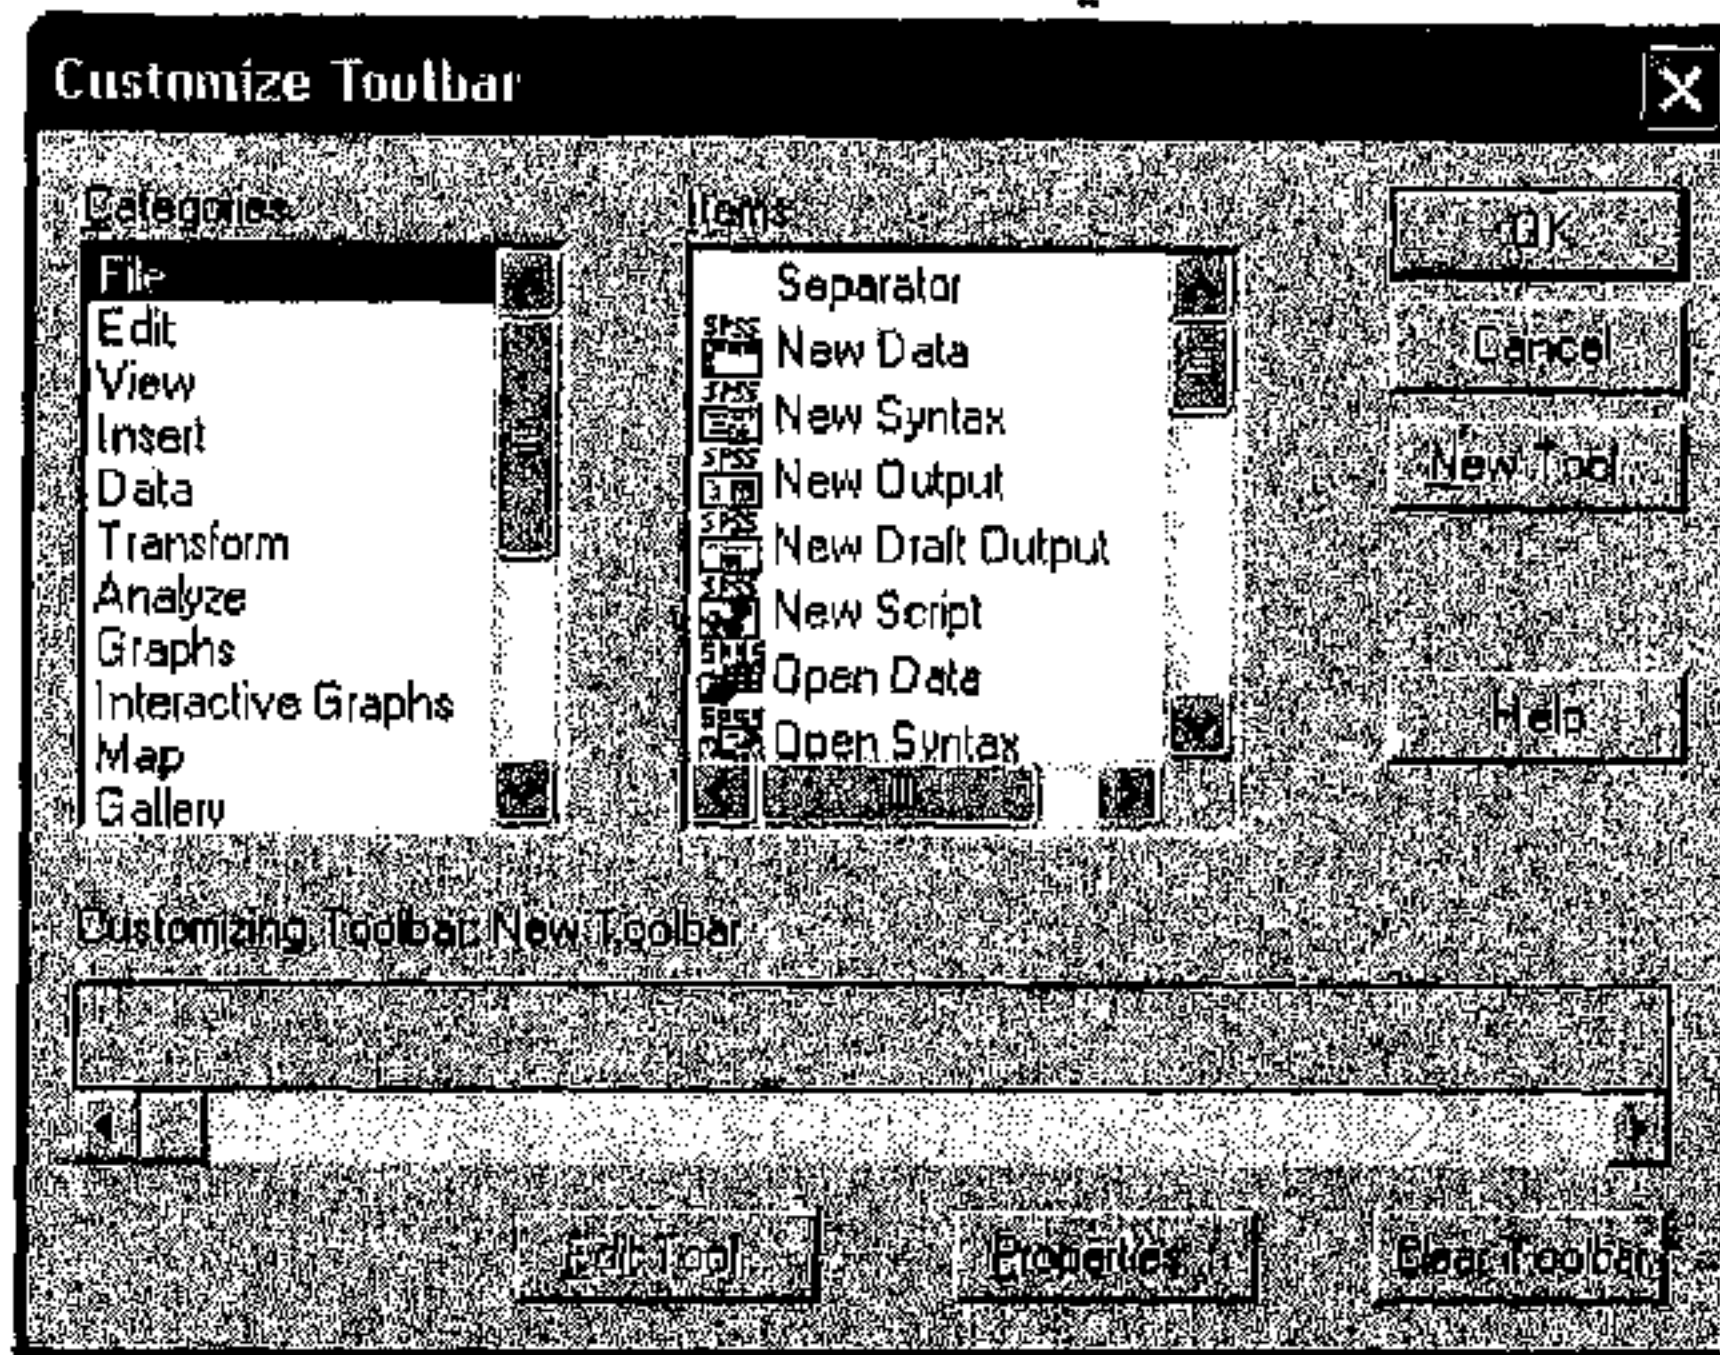 Customize Toolbar
Categories:
File
Edit
View
Insert
Data
Transform
Analyze
Graphs
Interactive Graphs
Map
Gallery
Items:
Separator
New Data
New Syntax
New Output
New Draft Output
New Script
Open Data
Open Syntax
OK
Cancel
New Tool
Help
Customizing Toolbar: New Toolbar
Edit Tool
Properties
Clear Toolbar